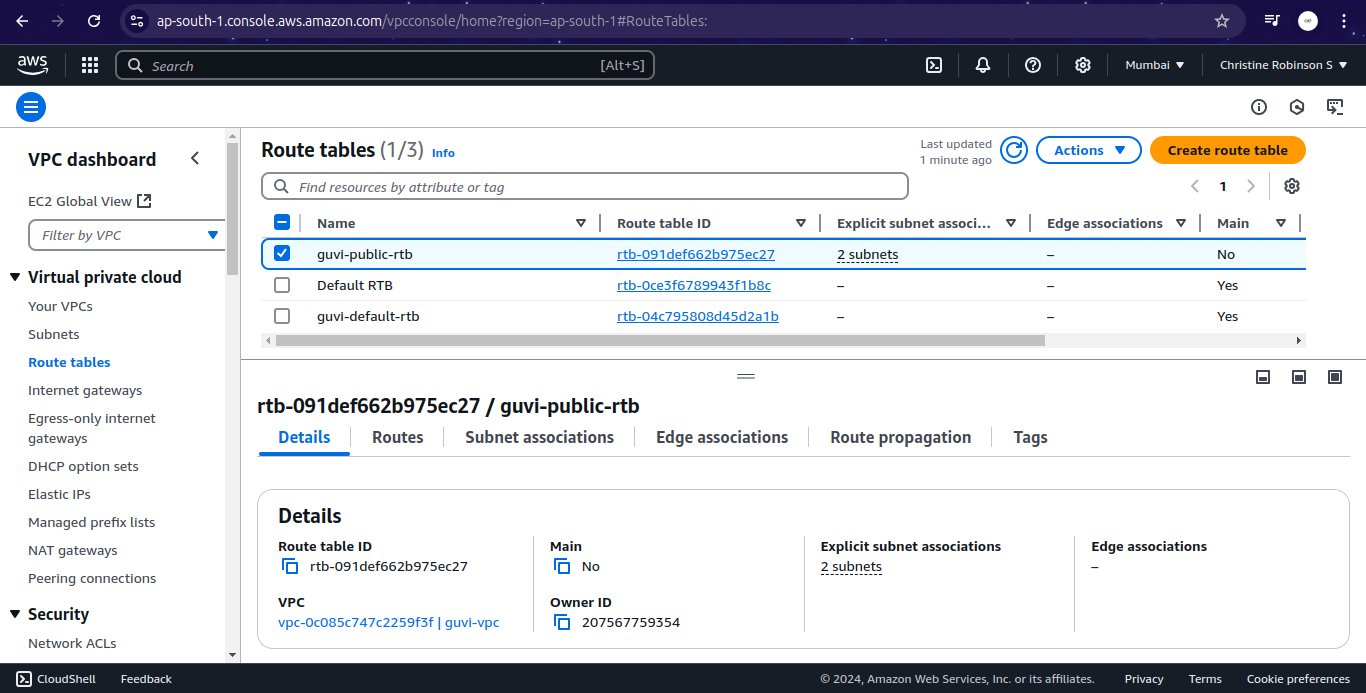 ap-south-1.console.aws.amazon.com/vpcconsole/home?region=ap-south-1#RouteTables:
aws
Search [Alt+S]
Mumbai
Christine Robinson S
VPC dashboard
EC2 Global View
Filter by VPC
Virtual private cloud
Your VPCs
Subnets
Route tables
Internet gateways
Egress-only internet
gateways
DHCP option sets
Elastic IPs
Managed prefix lists
NAT gateways
Peering connections
Security
Network ACLs
Route tables (1/3) Info
Last updated
1 minute ago
Actions
Create route table
Find resources by attribute or tag
1
Name Route table ID Explicit subnet associ... Edge associations Main
guvi-public-rtb rtb-091def662b975ec27 2 subnets – No
Default RTB rtb-0ce3f6789943f1b8c – – Yes
guvi-default-rtb rtb-04c795808d45d2a1b – – Yes
rtb-091def662b975ec27 / guvi-public-rtb
Details Routes Subnet associations Edge associations Route propagation Tags
Details
Route table ID
rtb-091def662b975ec27
VPC
vpc-0c085c747c2259f3f | guvi-vpc
Main
No
Owner ID
207567759354
Explicit subnet associations
2 subnets
Edge associations
–
CloudShell Feedback © 2024, Amazon Web Services, Inc. or its affiliates. Privacy Terms Cookie preferences